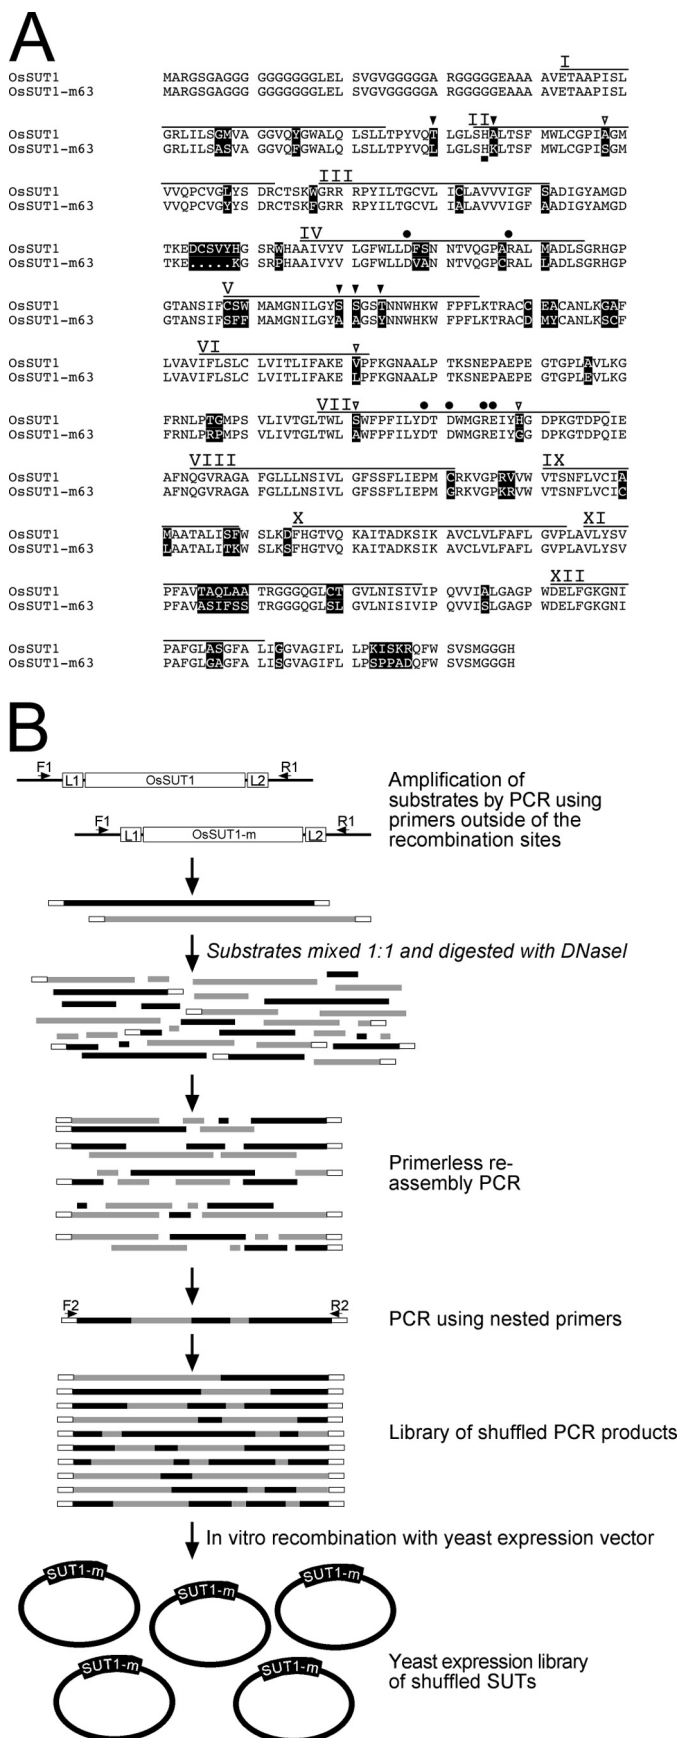 A
I
OsSUT1 MARGSGAGGG GGGGGGGLEL SVGVGGGGGA RGGGGGEAAA AVETAAPISL
OsSUT1-m63 MARGSGAGGG GGGGGGGLEL SVGVGGGGGA RGGGGGEAAA AVETAAPISL
II
OsSUT1 GRLILSGMVA GGVQYGWALQ LSLLTPYVQT LGLSHALTSF MWLCGPIAGM
OsSUT1-m63 GRLILSASVA GGVQFGWALQ LSLLTPYVQL LGLSHKLTSF MWLCGPISGM
III
OsSUT1 VVQPCVGLYS DRCTSKWGRR RPYILTGCVL ICLAVVVIGF SADIGYAMGD
OsSUT1-m63 VVQPCVGYYS DRCTSKFGRR RPYILTGCVL IALAVVVIGF AADIGYAMGD
IV
OsSUT1 TKEDCSVYHG SRWHAAIVYV LGFWLLDFSN NTVQGPARAL MADLSGRHGP
OsSUT1-m63 TKE.....KG SRPHAAIVYV LGFWLLDVAN NTVQGPCRAL LADLSGRHGP
V
OsSUT1 GTANSIFCSW MAMGNILGYS SGSTNNWHKW FPFLKTRACC EACANLKGAF
OsSUT1-m63 GTANSIFSFF MAMGNILGYA AGSYNNWHKW FPFLKTRACD MYCANLKSCF
VI
OsSUT1 LVAVIFLSLC LVITLIFAKE VPFKGNAALP TKSNEPAEPE GTGPLAVLKG
OsSUT1-m63 LVAVIFLSLC LVITLIFAKE LPFKGNAALP TKSNEPAEPE GTGPLEVLKG
VII
OsSUT1 FRNLPTGMPS VLIVTGLTWL SWFPFILYDT DWMGREIYHG DPKGTDPQIE
OsSUT1-m63 FRNLPRPMPS VLIVTGLTWL AWFPFILYDT DWMGREIYGG DPKGTDPQIE
VIII IX
OsSUT1 AFNQGVRAGA FGLLLNSIVL GFSSFLIEPM CRKVGPRVVW VTSNFLVCIA
OsSUT1-m63 AFNQGVRAGA FGLLLNSIVL GFSSFLIEPM GRKVGPKRVW VTSNFLVCIC
X XI
OsSUT1 MAATALISFW SLKDFHGTVQ KAITADKSIK AVCLVLFAFL GVPLAVLYSV
OsSUT1-m63 LAATALITKW SLKSFHGTVQ KAITADKSIK AVCLVLFAFL GVPLAVLYSV
XII
OsSUT1 PFAVTAQLAA TRGGGQGLCT GVLNISIVIP QVVIALGAGP WDELFGKGNI
OsSUT1-m63 PFAVASIFSS TRGGGQGLSL GVLNISIVIP QVVISLGAGP WDELFGKGNI
OsSUT1 PAFGLASGFA LIGGVAGIFL LPKISKRQFW SVSMGGGH
OsSUT1-m63 PAFGLGAGFA LISGVAGIFL LPSPPADQFW SVSMGGGH
B
F1 R1
L1 OsSUT1 L2
F1 R1
L1 OsSUT1-m L2
Amplification of
substrates by PCR using
primers outside of the
recombination sites
Substrates mixed 1:1 and digested with DNaseI
Primerless re-
assembly PCR
F2 R2
PCR using nested primers
Library of shuffled PCR products
In vitro recombination with yeast expression vector
SUT1-m
SUT1-m
SUT1-m
SUT1-m
SUT1-m
Yeast expression library
of shuffled SUTs